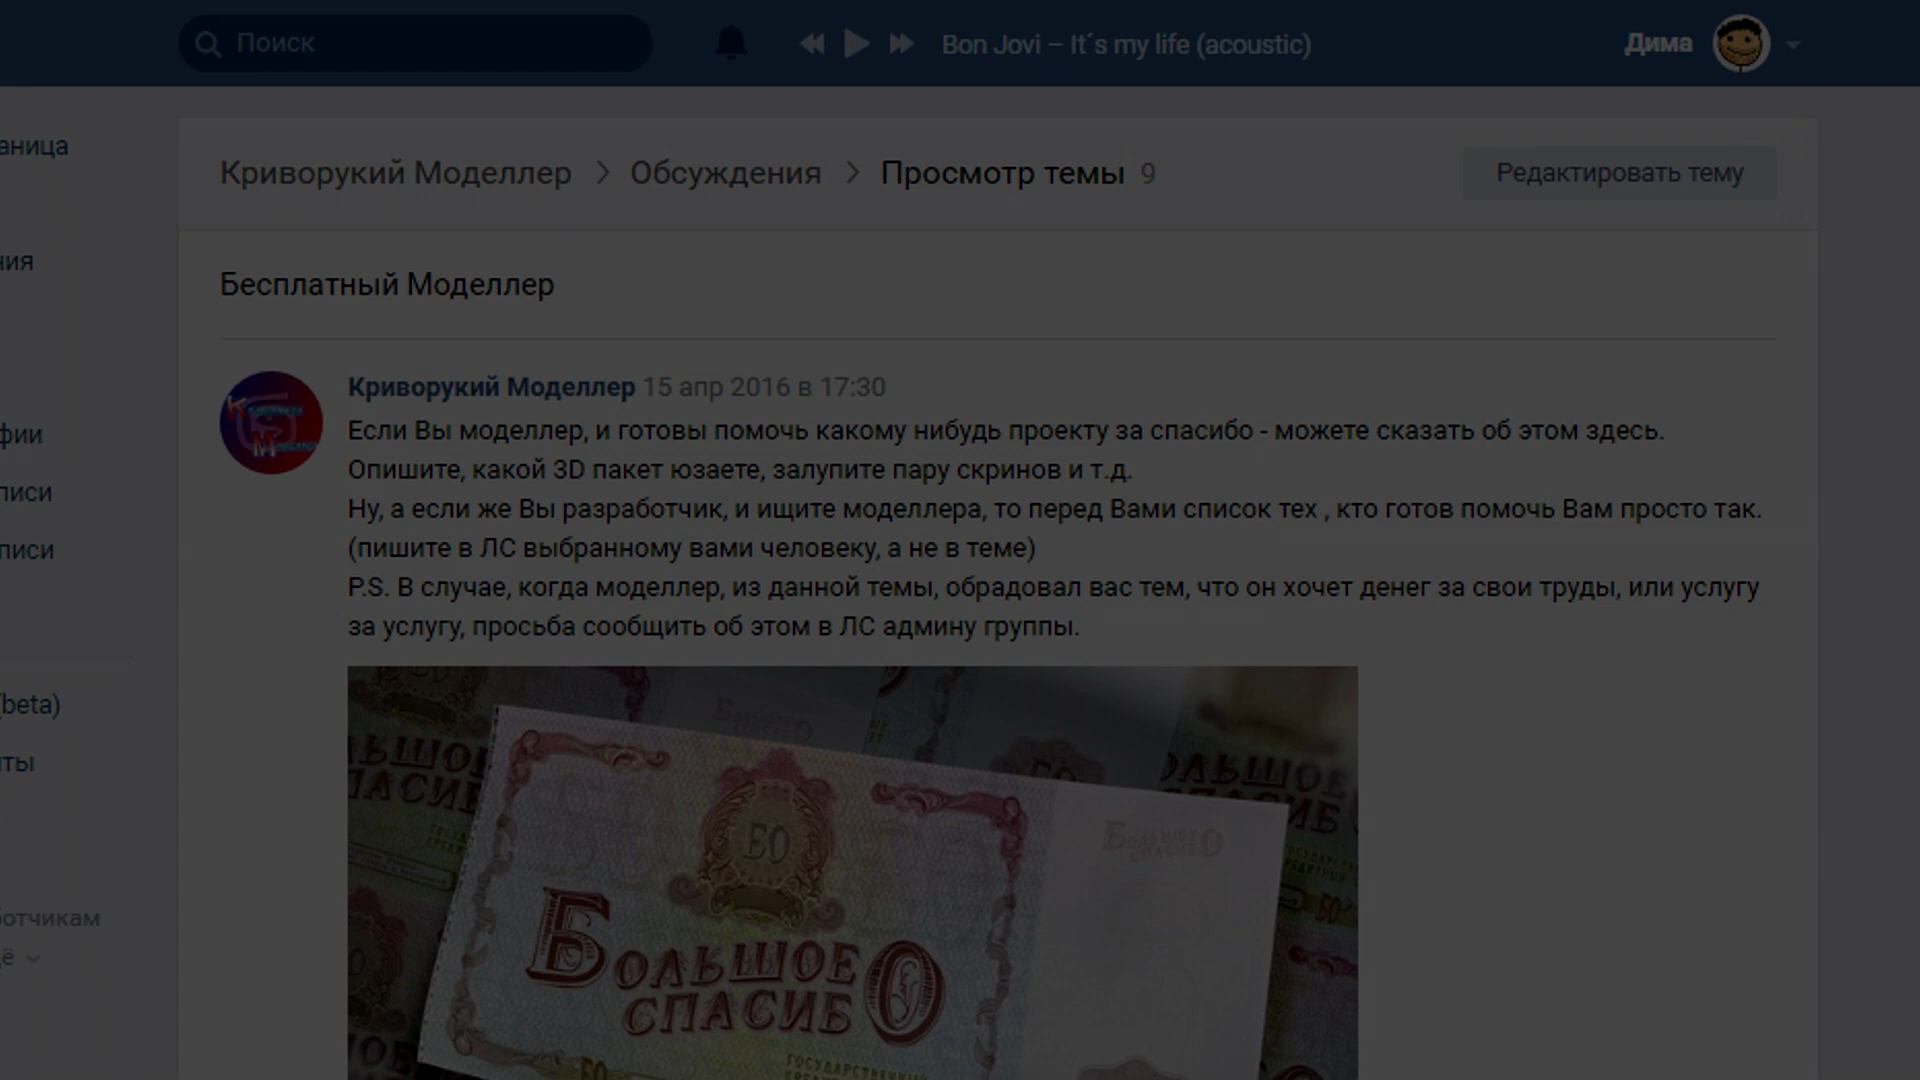 Поиск
Bon Jovi – It´s my life (acoustic)
Дима
аница
ния
фии
писи
писи
(beta)
ты
отчикам
ё
Криворукий Моделлер > Обсуждения > Просмотр темы 9
Редактировать тему
Бесплатный Моделлер
Криворукий Моделлер 15 апр 2016 в 17:30
Если Вы моделлер, и готовы помочь какому нибудь проекту за спасибо - можете сказать об этом здесь.
Опишите, какой 3D пакет юзаете, залупите пару скринов и т.д.
Ну, а если же Вы разработчик, и ищите моделлера, то перед Вами список тех , кто готов помочь Вам просто так.
(пишите в ЛС выбранному вами человеку, а не в теме)
P.S. В случае, когда моделлер, из данной темы, обрадовал вас тем, что он хочет денег за свои труды, или услугу
за услугу, просьба сообщить об этом в ЛС админу группы.
БО
Большое
спасибО
БО
ГОСУДАРСТВЕННЫЙ